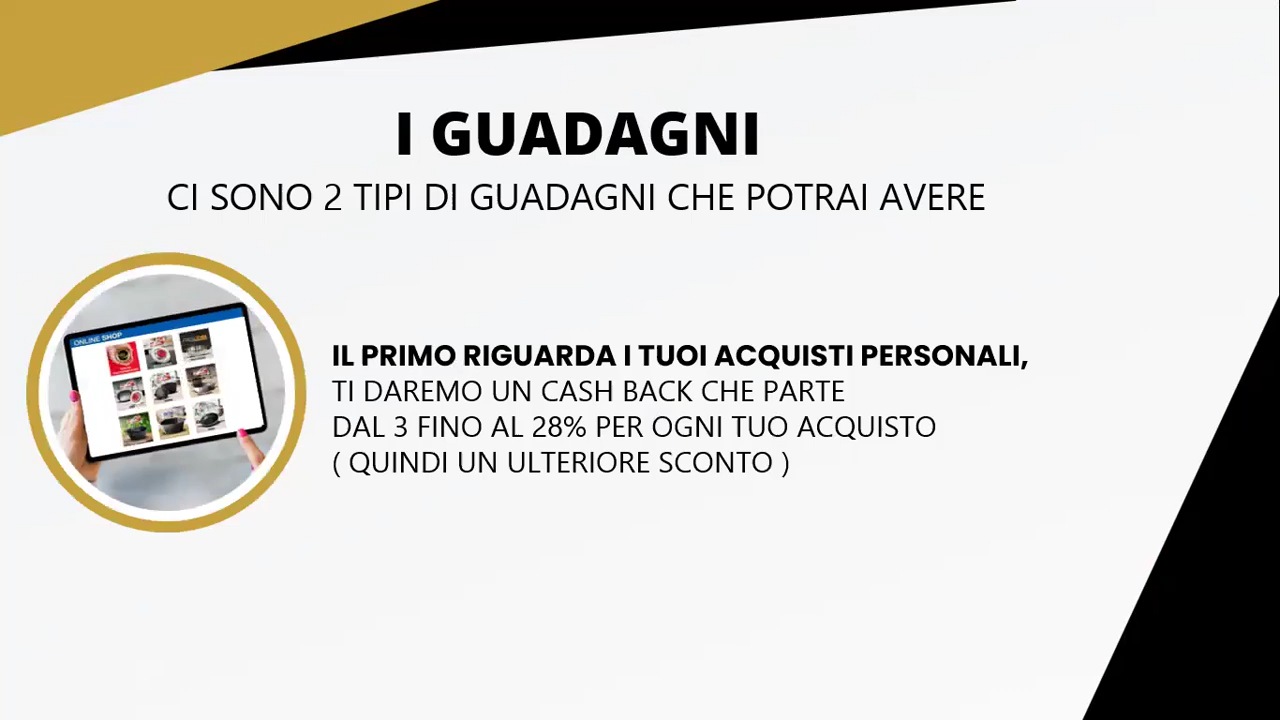 I GUADAGNI
CI SONO 2 TIPI DI GUADAGNI CHE POTRAI AVERE
ONLINE SHOP
IL PRIMO RIGUARDA I TUOI ACQUISTI PERSONALI,
TI DAREMO UN CASH BACK CHE PARTE
DAL 3 FINO AL 28% PER OGNI TUO ACQUISTO
( QUINDI UN ULTERIORE SCONTO )